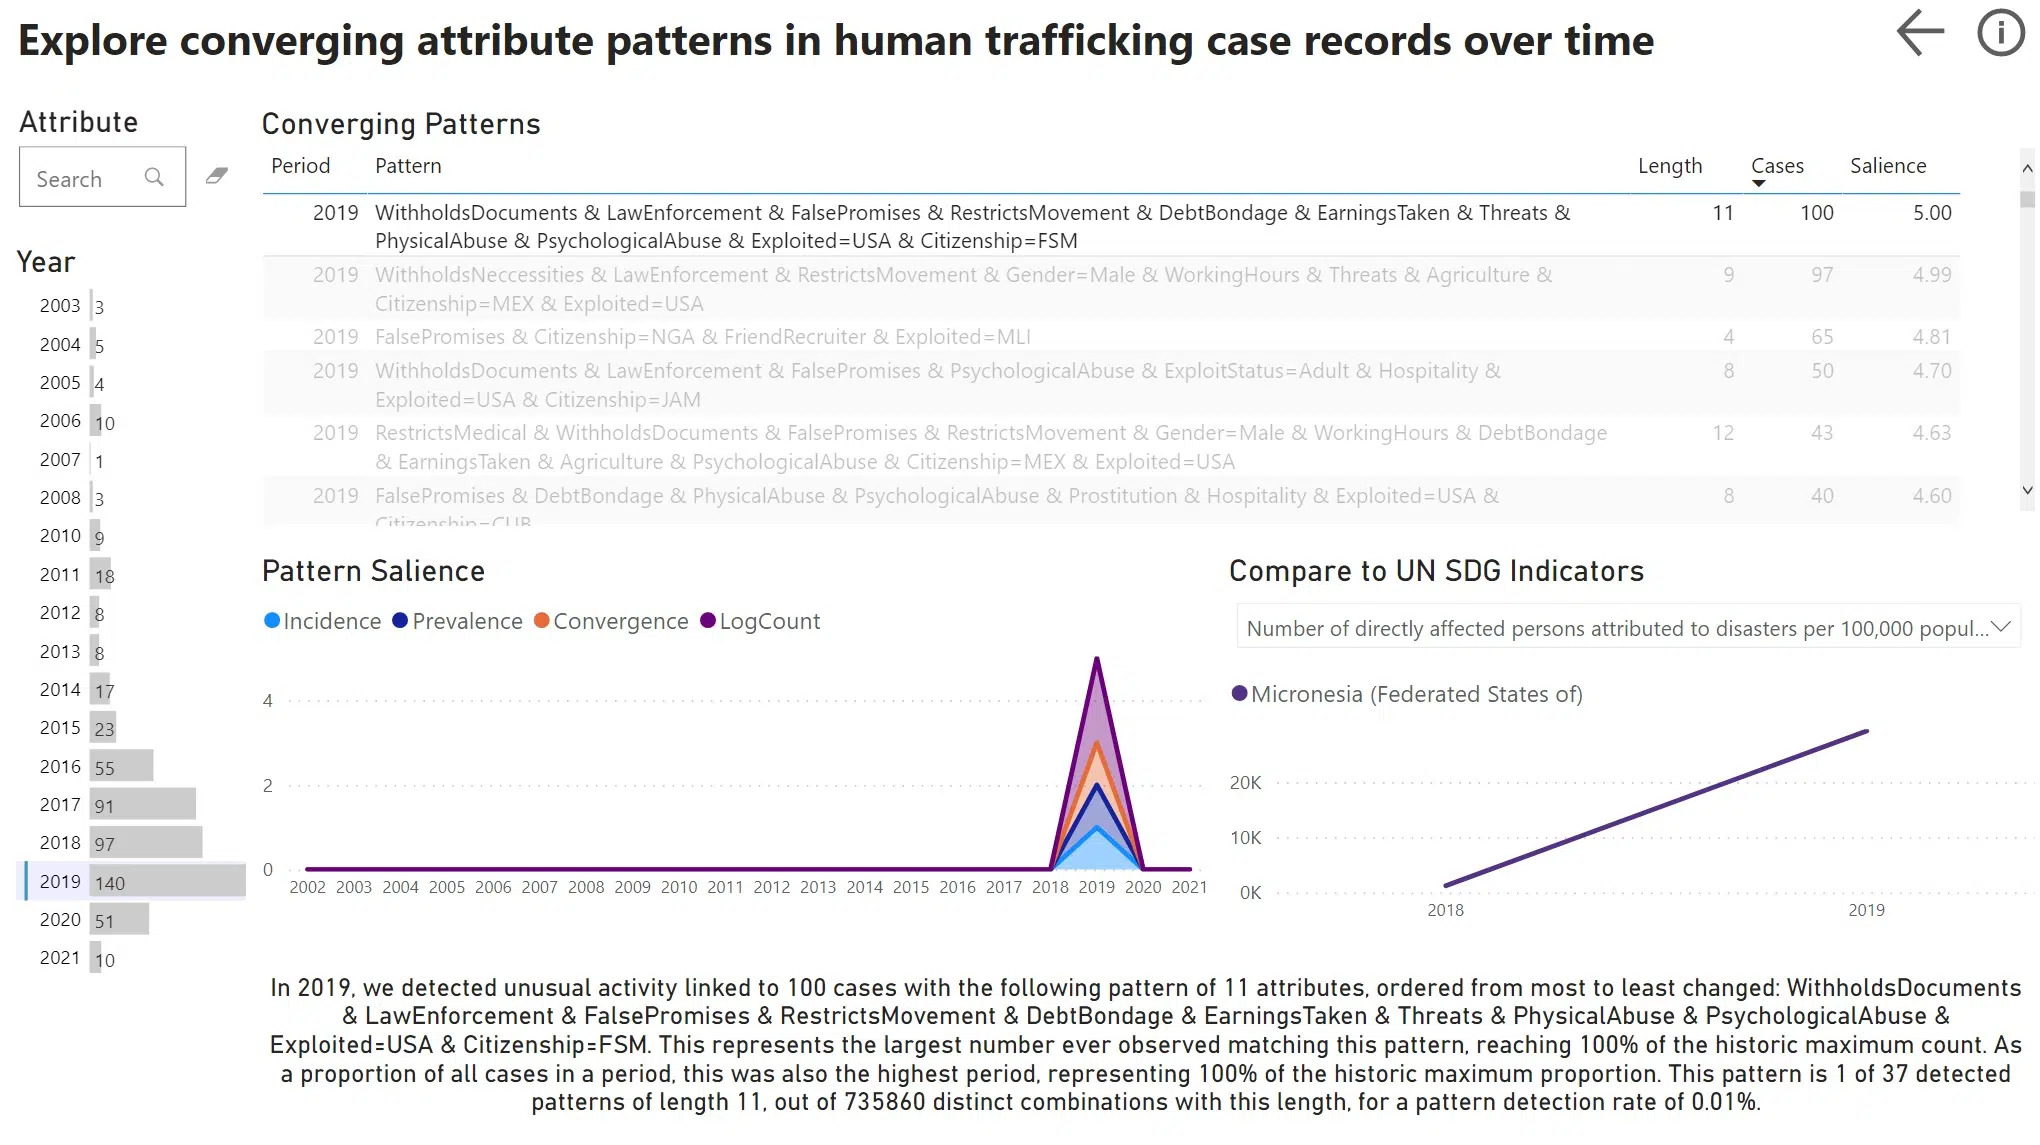 Explore converging attribute patterns in human trafficking case records over time
Attribute
Search
Year
2003 3
2004 5
2005 4
2006 10
2007 1
2008 3
2010 9
2011 18
2012 8
2013 8
2014 17
2015 23
2016 55
2017 91
2018 97
2019 140
2020 51
2021 10
Converging Patterns
Period Pattern Length Cases Salience
2019 WithholdsDocuments & LawEnforcement & FalsePromises & RestrictsMovement & DebtBondage & EarningsTaken & Threats & 11 100 5.00
PhysicalAbuse & PsychologicalAbuse & Exploited=USA & Citizenship=FSM
2019 WithholdsNeccessities & LawEnforcement & RestrictsMovement & Gender=Male & WorkingHours & Threats & Agriculture & 9 97 4.99
Citizenship=MEX & Exploited=USA
2019 FalsePromises & Citizenship=NGA & FriendRecruiter & Exploited=MLI 4 65 4.81
2019 WithholdsDocuments & LawEnforcement & FalsePromises & PsychologicalAbuse & ExploitStatus=Adult & Hospitality & 8 50 4.70
Exploited=USA & Citizenship=JAM
2019 RestrictsMedical & WithholdsDocuments & FalsePromises & RestrictsMovement & Gender=Male & WorkingHours & DebtBondage 12 43 4.63
& EarningsTaken & Agriculture & PsychologicalAbuse & Citizenship=MEX & Exploited=USA
2019 FalsePromises & DebtBondage & PhysicalAbuse & PsychologicalAbuse & Prostitution & Hospitality & Exploited=USA & 8 40 4.60
Citizenship=CUB
Pattern Salience
Incidence Prevalence Convergence LogCount
4
2
0
2002 2003 2004 2005 2006 2007 2008 2009 2010 2011 2012 2013 2014 2015 2016 2017 2018 2019 2020 2021
Compare to UN SDG Indicators
Number of directly affected persons attributed to disasters per 100,000 popul...
Micronesia (Federated States of)
20K
10K
0K
2018 2019
In 2019, we detected unusual activity linked to 100 cases with the following pattern of 11 attributes, ordered from most to least changed: WithholdsDocuments
& LawEnforcement & FalsePromises & RestrictsMovement & DebtBondage & EarningsTaken & Threats & PhysicalAbuse & PsychologicalAbuse &
Exploited=USA & Citizenship=FSM. This represents the largest number ever observed matching this pattern, reaching 100% of the historic maximum count. As
a proportion of all cases in a period, this was also the highest period, representing 100% of the historic maximum proportion. This pattern is 1 of 37 detected
patterns of length 11, out of 735860 distinct combinations with this length, for a pattern detection rate of 0.01%.